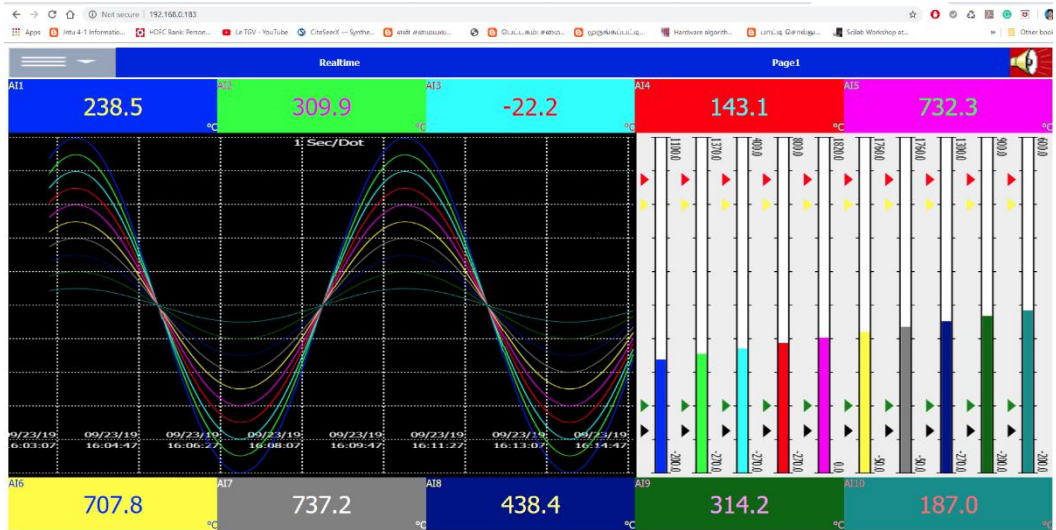 Not secure | 192.168.0.183
Apps
Jntu 4-1 Informatio...
HDFC Bank: Person...
Le TGV - YouTube
CiteSeerX — Synthe...
Hardware algorith...
Scilab Workshop at...
Other book
Realtime
Page1
AI1
238.5
°C
AI2
309.9
°C
AI3
-22.2
°C
AI4
143.1
°C
AI5
732.3
°C
1 Sec/Dot
1100.0
1370.0
400.0
800.0
1820.0
1760.0
1760.0
1300.0
900.0
600.0
09/23/19 09/23/19 09/23/19 09/23/19 09/23/19 09/23/19 09/23/19 09/23/19
16:03:07 16:04:47 16:06:27 16:08:07 16:09:47 16:11:27 16:13:07 16:14:47
-200.0
-270.0
-270.0
-270.0
0.0
-50.0
-50.0
-270.0
-200.0
-200.0
AI6
707.8
°C
AI7
737.2
°C
AI8
438.4
°C
AI9
314.2
°C
AI10
187.0
°C